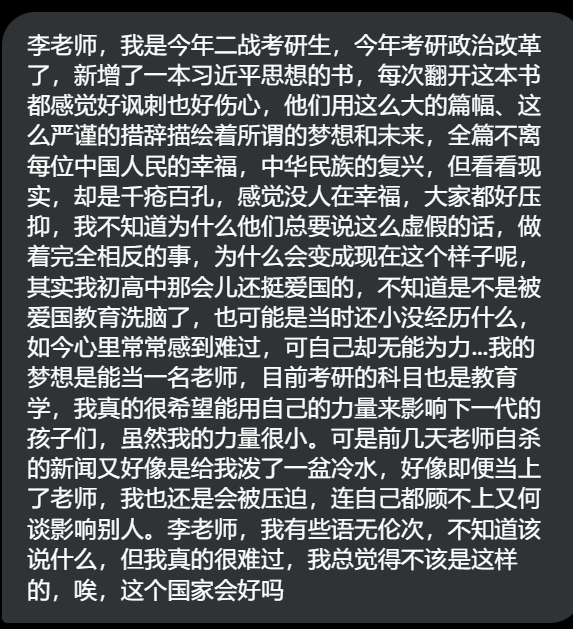 李老师，我是今年二战考研生，今年考研政治改革
了，新增了一本习近平思想的书，每次翻开这本书
都感觉好讽刺也好伤心，他们用这么大的篇幅、这
么严谨的措辞描绘着所谓的梦想和未来，全篇不离
每位中国人民的幸福，中华民族的复兴，但看看现
实，却是千疮百孔，感觉没人在幸福，大家都好压
抑，我不知道为什么他们总要说这么虚假的话，做
着完全相反的事，为什么会变成现在这个样子呢，
其实我初高中那会儿还挺爱国的，不知道是不是被
爱国教育洗脑了，也可能是当时还小没经历什么，
如今心里常常感到难过，可自己却无能为力...我的
梦想是能当一名老师，目前考研的科目也是教育
学，我真的很希望能用自己的力量来影响下一代的
孩子们，虽然我的力量很小。可是前几天老师自杀
的新闻又好像是给我泼了一盆冷水，好像即便当上
了老师，我也还是会被压迫，连自己都顾不上又何
谈影响别人。李老师，我有些语无伦次，不知道该
说什么，但我真的很难过，我总觉得不该是这样
的，唉，这个国家会好吗